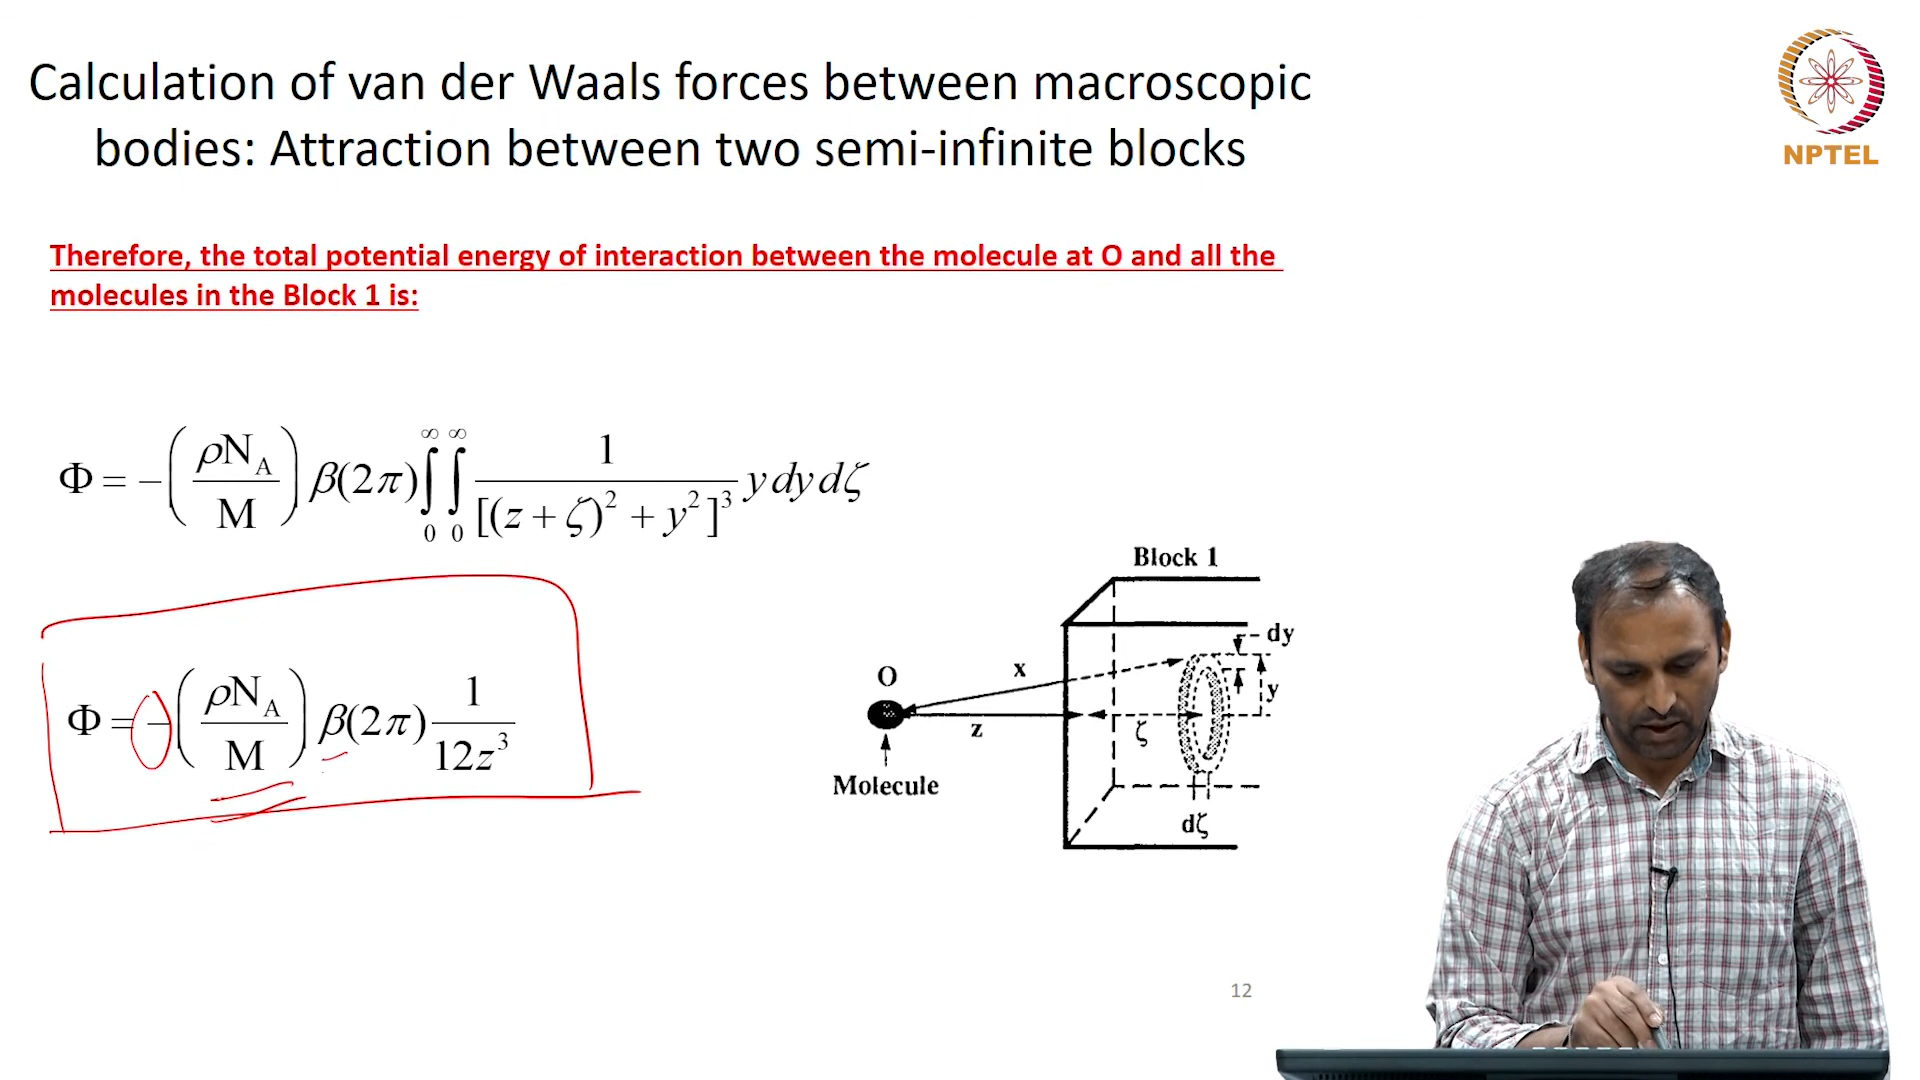 Calculation of van der Waals forces between macroscopic
bodies: Attraction between two semi-infinite blocks
NPTEL
Therefore, the total potential energy of interaction between the molecule at O and all the
molecules in the Block 1 is:
Φ = −(ρN_A/M) β(2π) ∫₀^∞ ∫₀^∞ 1/[(z + ζ)² + y²]³ y dy dζ
Φ = −(ρN_A/M) β(2π) 1/12z³
Block 1
dy
O
x
y
z
ζ
Molecule
dζ
12